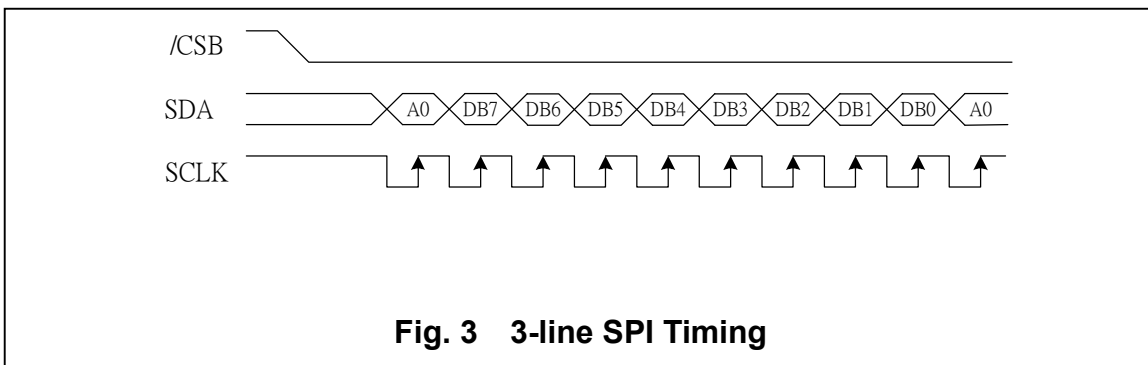 /CSB
SDA A0 DB7 DB6 DB5 DB4 DB3 DB2 DB1 DB0 A0
SCLK
Fig. 3 3-line SPI Timing